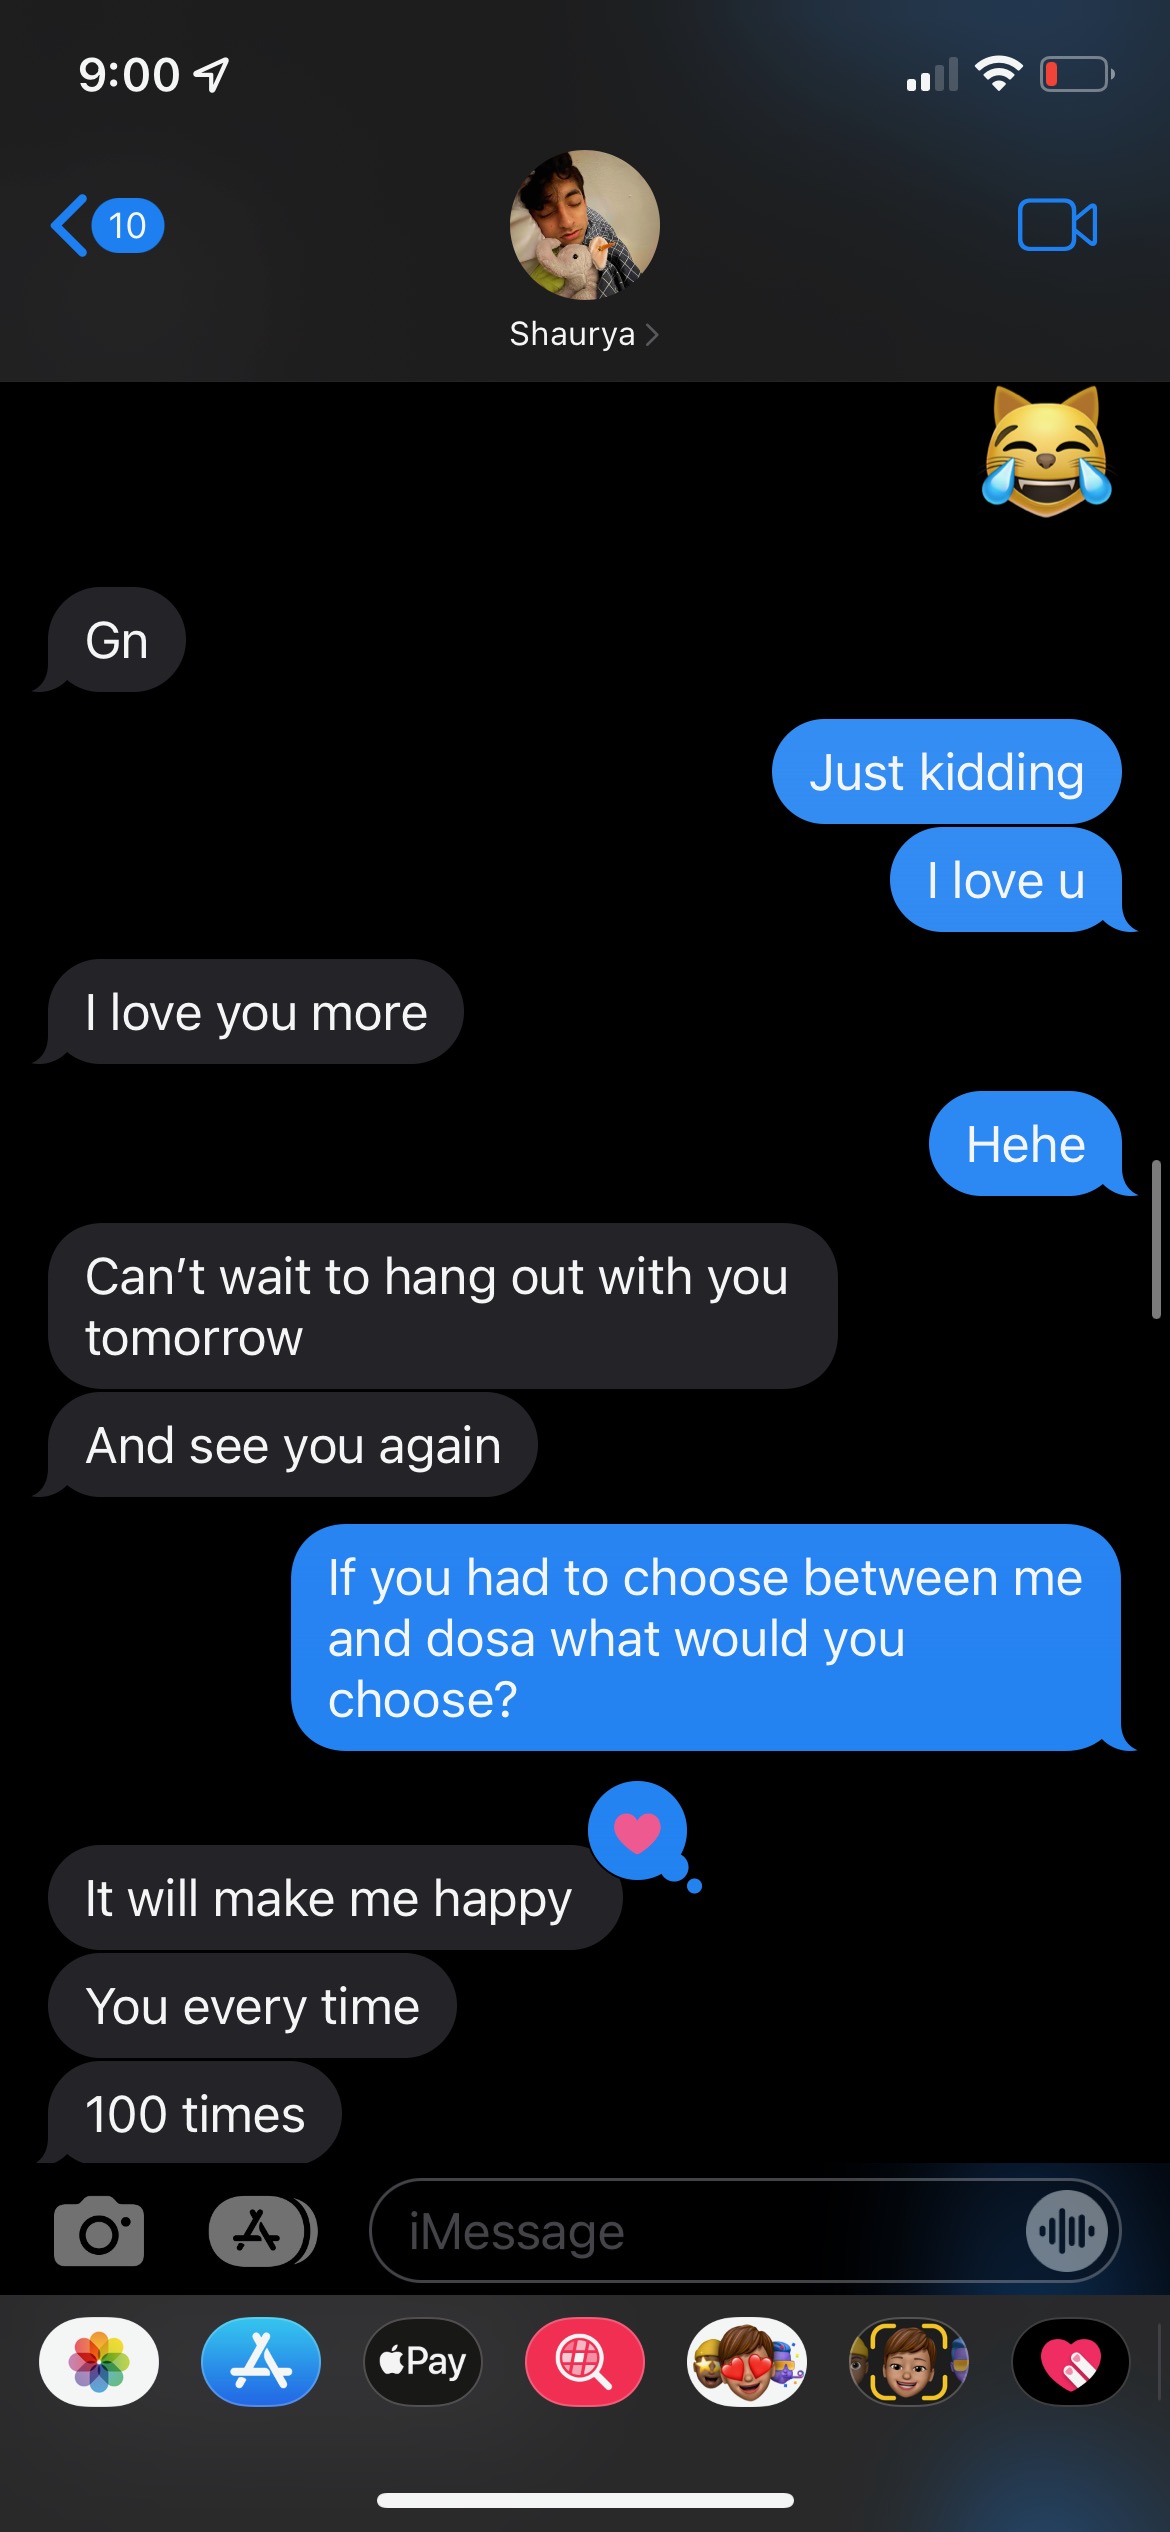 9:00
10
Shaurya
Gn
Just kidding
I love u
I love you more
Hehe
Can’t wait to hang out with you
tomorrow
And see you again
If you had to choose between me
and dosa what would you
choose?
It will make me happy
You every time
100 times
iMessage
Pay